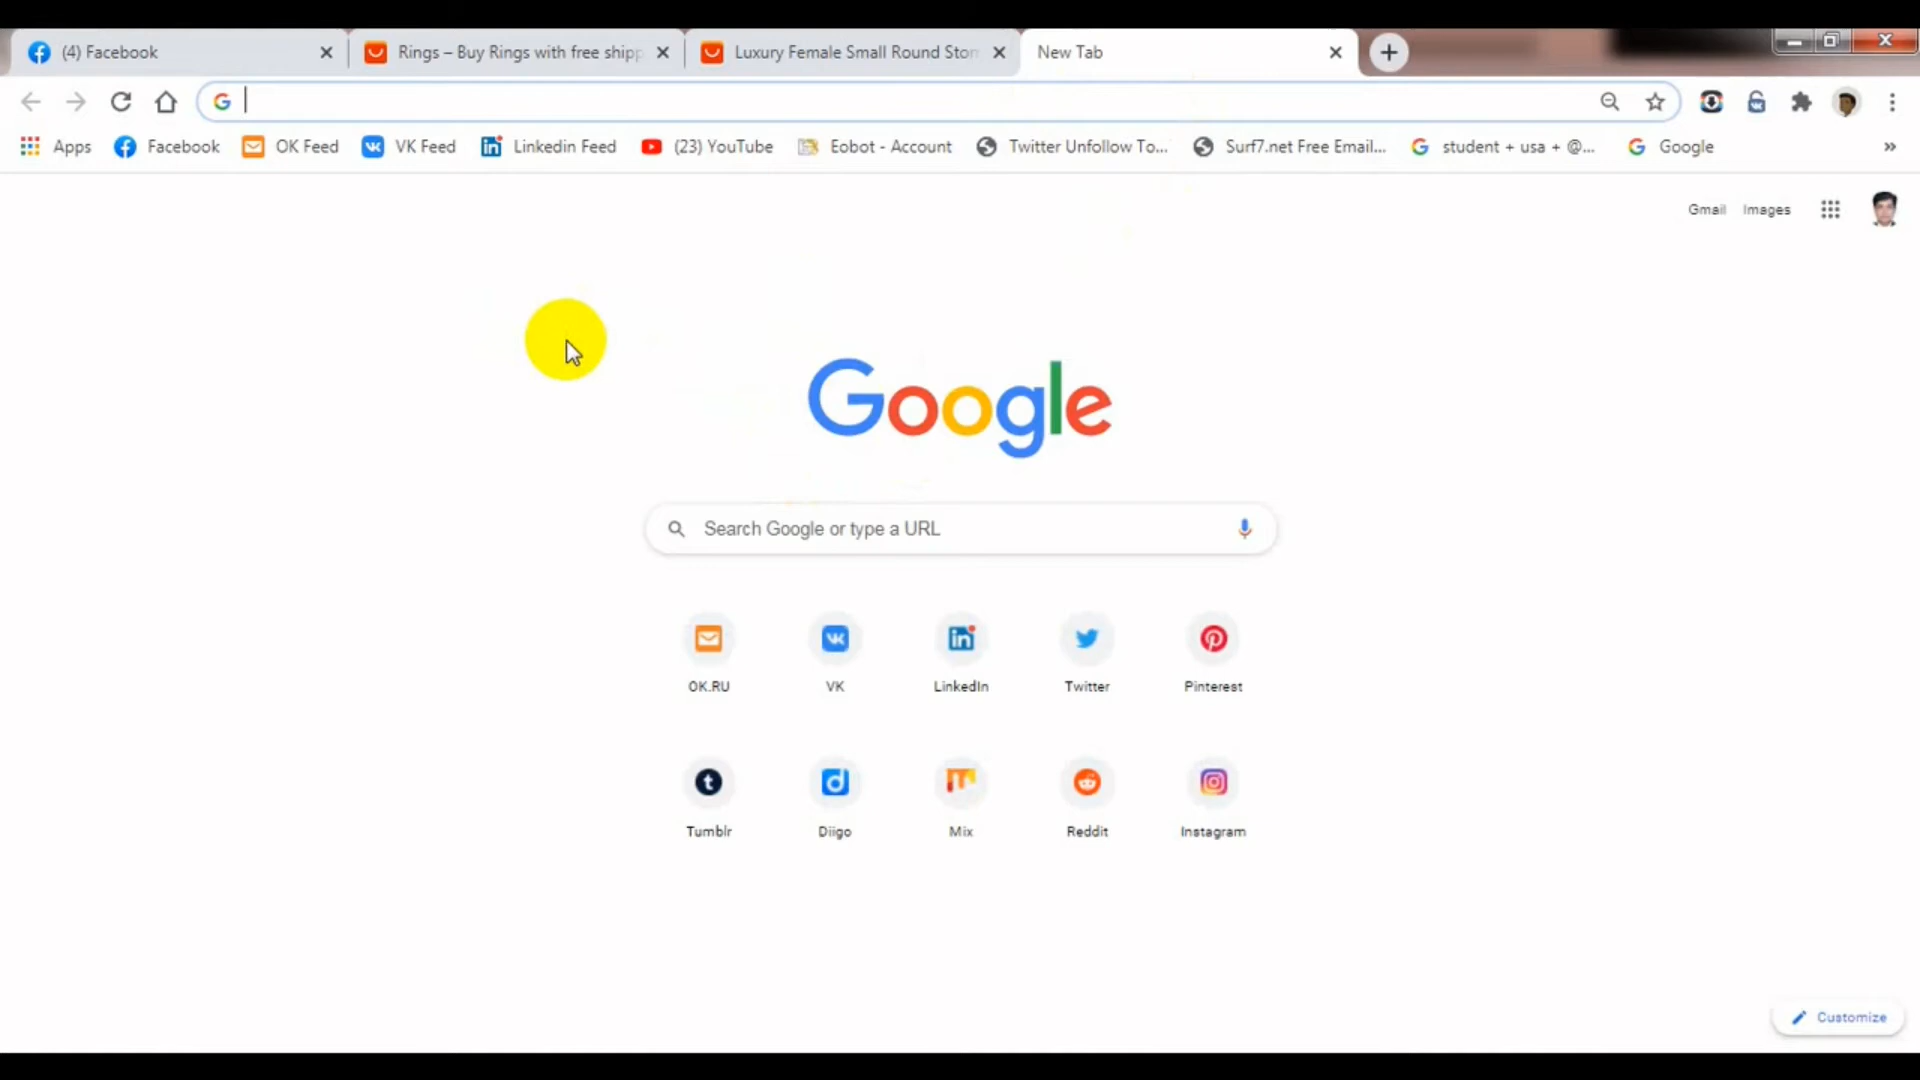 (4) Facebook
Rings – Buy Rings with free shipp
Luxury Female Small Round Ston
New Tab
Apps
Facebook
OK Feed
VK Feed
Linkedin Feed
(23) YouTube
Eobot - Account
Twitter Unfollow To...
Surf7.net Free Email...
student + usa + @...
Google
Gmail
Images
Google
Search Google or type a URL
OK.RU
VK
LinkedIn
Twitter
Pinterest
Tumblr
Diigo
Mix
Reddit
Instagram
Customize